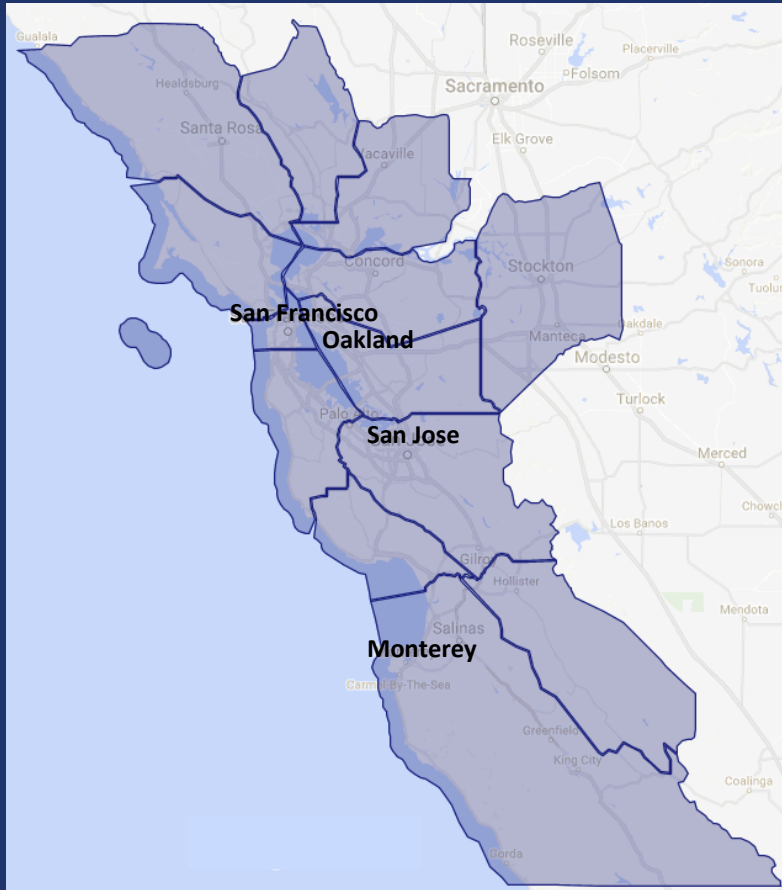 Gualala
Roseville
Placerville
Folsom
Healdsburg
Sacramento
Santa Rosa
Elk Grove
Vacaville
Concord
Stockton
Sonora
San Francisco
Oakland
Manteca
Oakdale
Modesto
Turlock
Palo Alto
San Jose
Merced
Los Banos
Gilroy
Hollister
Mendota
Salinas
Monterey
Carmel-By-The-Sea
Greenfield
King City
Coalinga
Gorda